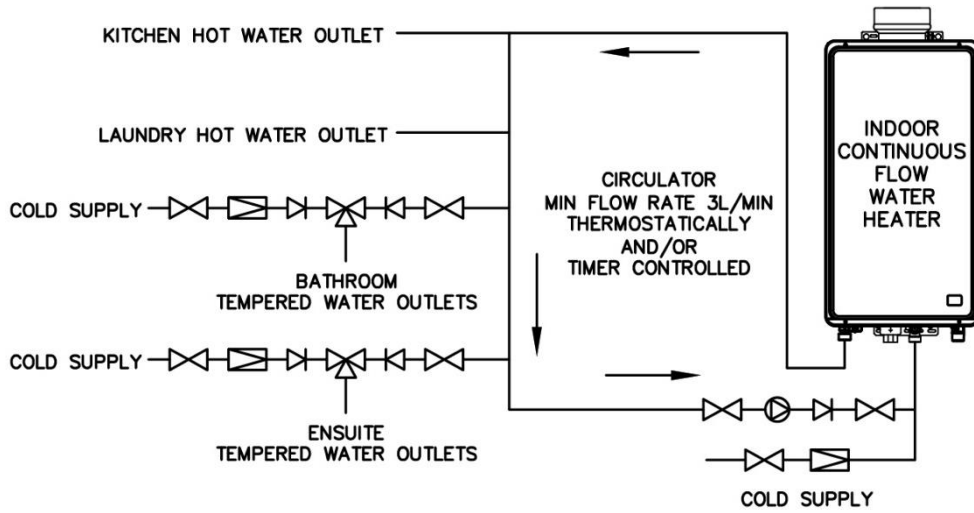 KITCHEN HOT WATER OUTLET
LAUNDRY HOT WATER OUTLET
COLD SUPPLY
BATHROOM
TEMPERED WATER OUTLETS
COLD SUPPLY
ENSUITE
TEMPERED WATER OUTLETS
CIRCULATOR
MIN FLOW RATE 3L/MIN
THERMOSTATICALLY
AND/OR
TIMER CONTROLLED
INDOOR
CONTINUOUS
FLOW
WATER
HEATER
COLD SUPPLY